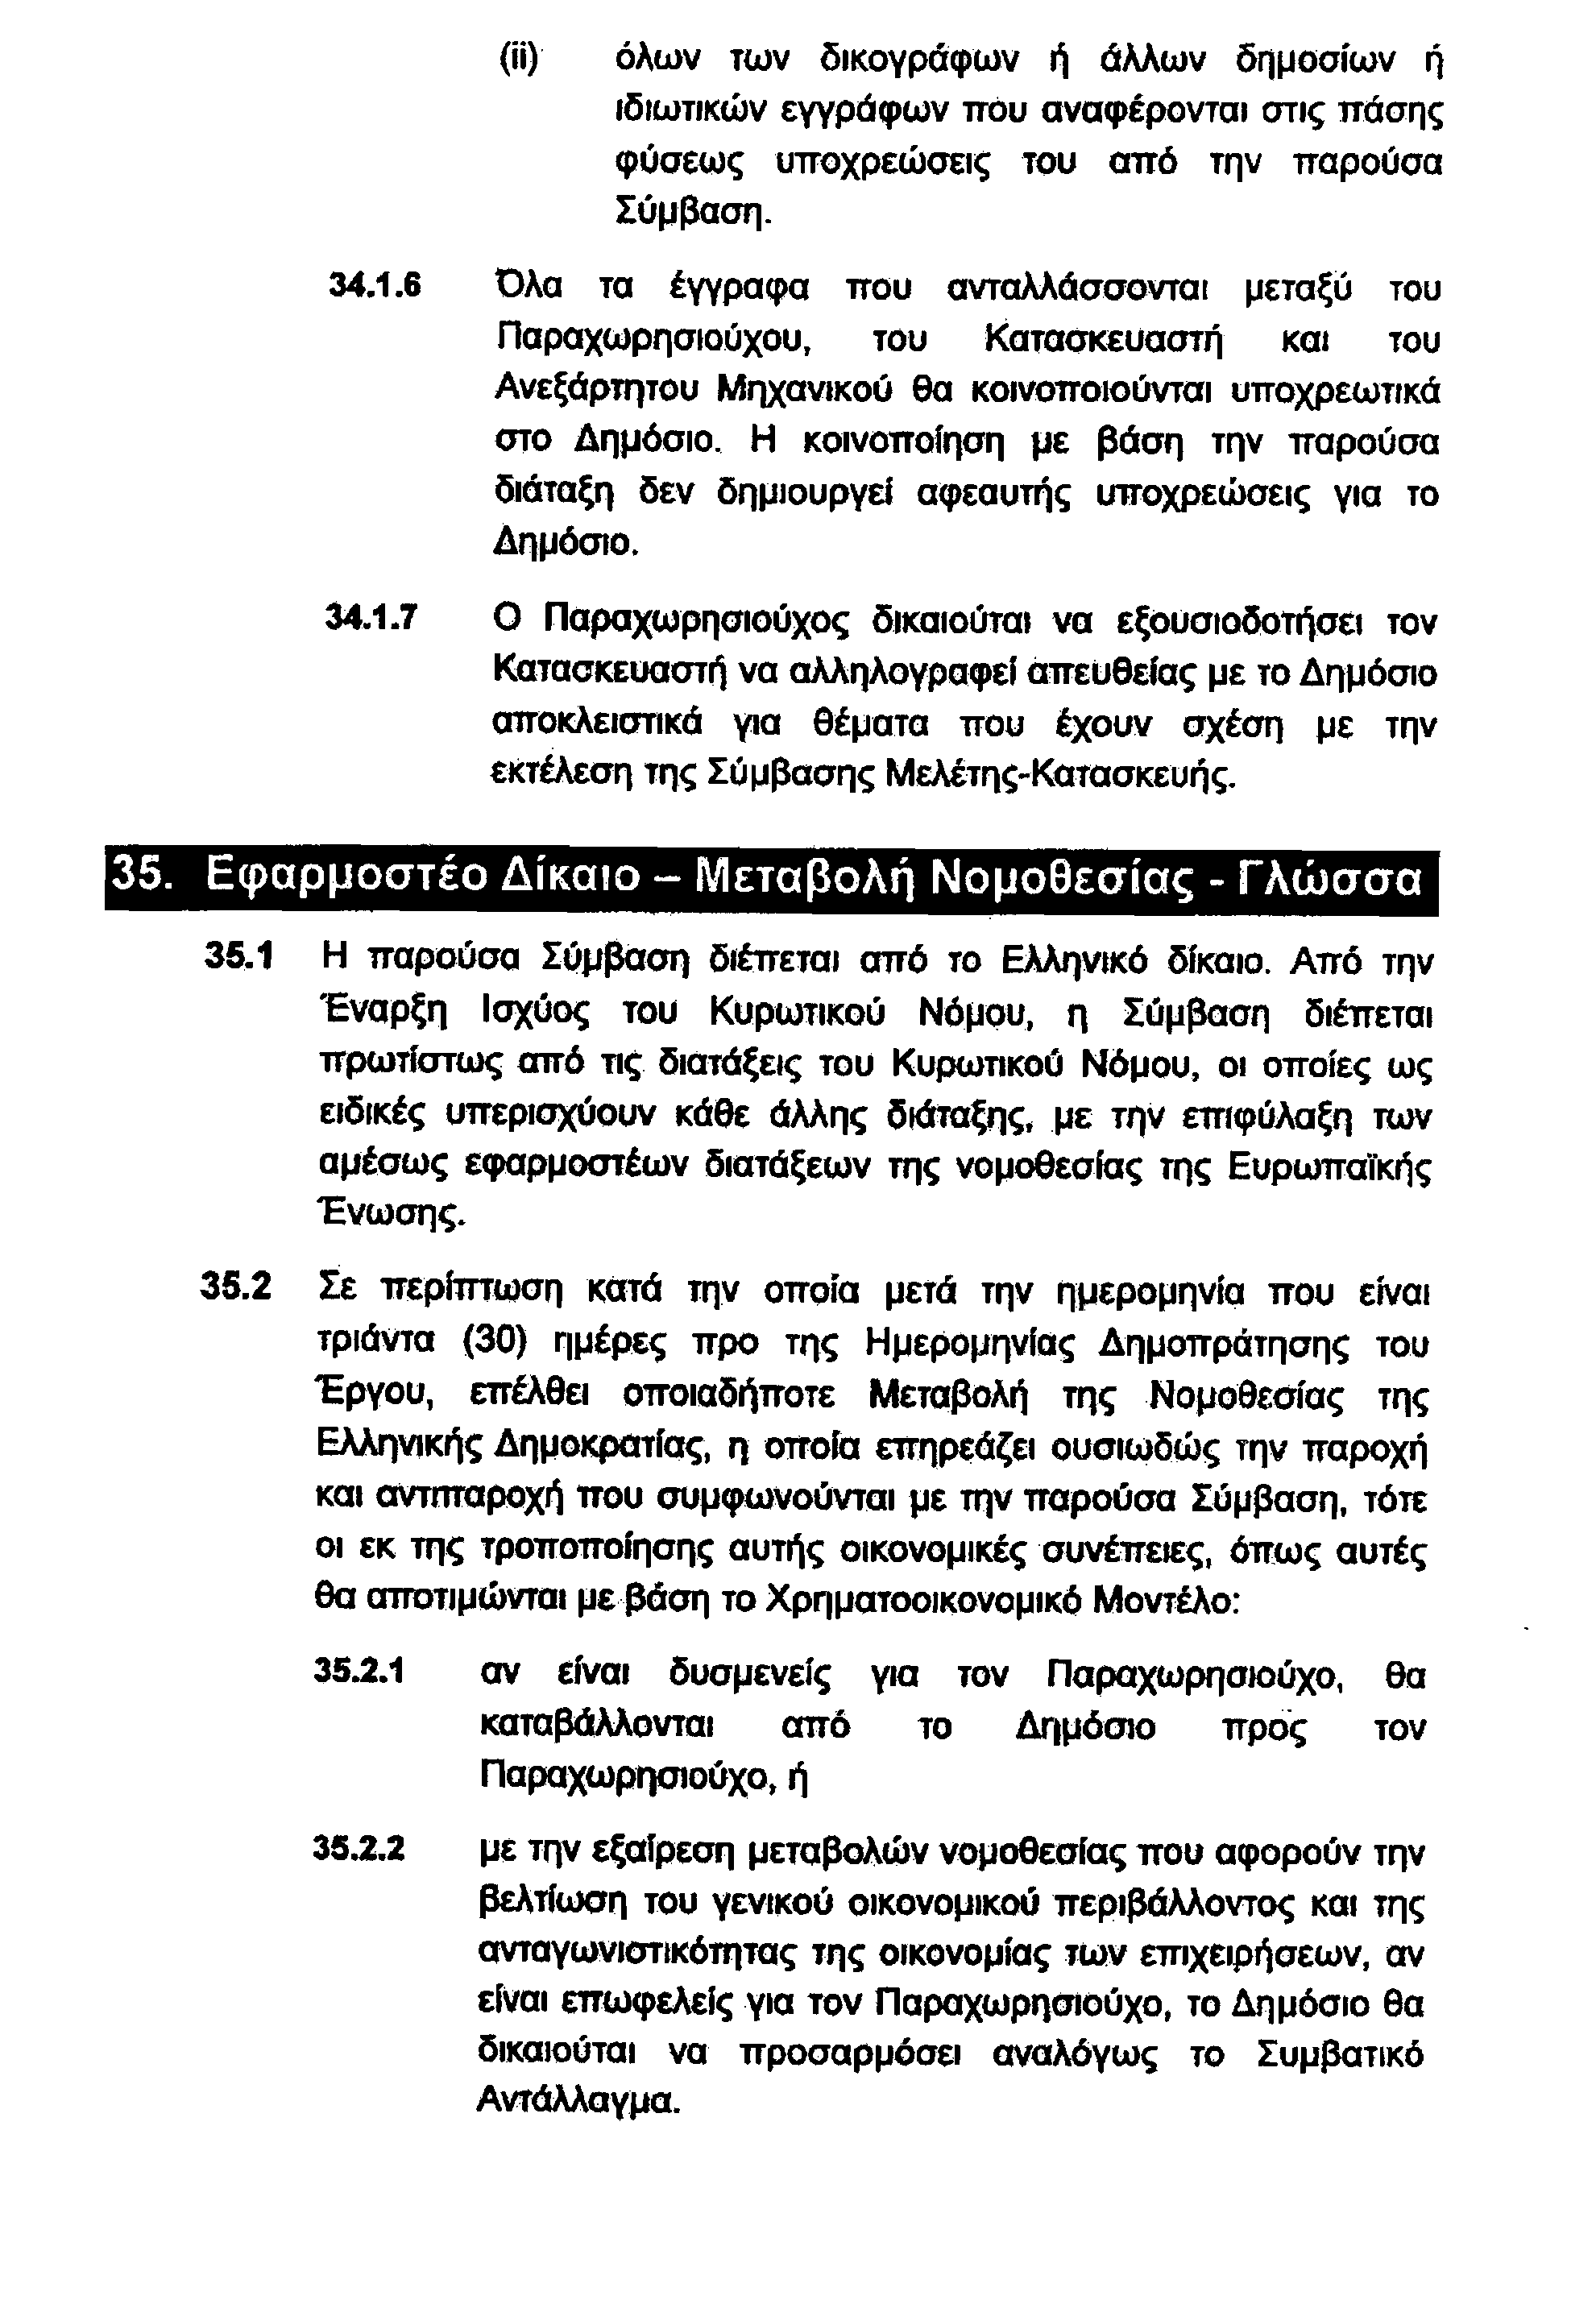 (ii) όλων των δικογράφων ή άλλων δημοσίων ή
ιδιωτικών εγγράφων που αναφέρονται στις πάσης
φύσεως υποχρεώσεις του από την παρούσα
Σύμβαση.
34.1.6 Όλα τα έγγραφα που ανταλλάσσονται μεταξύ του
Παραχωρησιούχου, του Κατασκευαστή και του
Ανεξάρτητου Μηχανικού θα κοινοποιούνται υποχρεωτικά
στο Δημόσιο. Η κοινοποίηση με βάση την παρούσα
διάταξη δεν δημιουργεί αφεαυτής υποχρεώσεις για το
Δημόσιο.
34.1.7 Ο Παραχωρησιούχος δικαιούται να εξουσιοδοτήσει τον
Κατασκευαστή να αλληλογραφεί απευθείας με το Δημόσιο
αποκλειστικά για θέματα που έχουν σχέση με την
εκτέλεση της Σύμβασης Μελέτης-Κατασκευής.
35. Εφαρμοστέο Δίκαιο – Μεταβολή Νομοθεσίας - Γλώσσα
35.1 Η παρούσα Σύμβαση διέπεται από το Ελληνικό δίκαιο. Από την
Έναρξη Ισχύος του Κυρωτικού Νόμου, η Σύμβαση διέπεται
πρωτίστως από τις διατάξεις του Κυρωτικού Νόμου, οι οποίες ως
ειδικές υπερισχύουν κάθε άλλης διάταξης, με την επιφύλαξη των
αμέσως εφαρμοστέων διατάξεων της νομοθεσίας της Ευρωπαϊκής
Ένωσης.
35.2 Σε περίπτωση κατά την οποία μετά την ημερομηνία που είναι
τριάντα (30) ημέρες προ της Ημερομηνίας Δημοπράτησης του
Έργου, επέλθει οποιαδήποτε Μεταβολή της Νομοθεσίας της
Ελληνικής Δημοκρατίας, η οποία επηρεάζει ουσιωδώς την παροχή
και αντιπαροχή που συμφωνούνται με την παρούσα Σύμβαση, τότε
οι εκ της τροποποίησης αυτής οικονομικές συνέπειες, όπως αυτές
θα αποτιμώνται με βάση το Χρηματοοικονομικό Μοντέλο:
35.2.1 αν είναι δυσμενείς για τον Παραχωρησιούχο, θα
καταβάλλονται από το Δημόσιο προς τον
Παραχωρησιούχο, ή
35.2.2 με την εξαίρεση μεταβολών νομοθεσίας που αφορούν την
βελτίωση του γενικού οικονομικού περιβάλλοντος και της
ανταγωνιστικότητας της οικονομίας των επιχειρήσεων, αν
είναι επωφελείς για τον Παραχωρησιούχο, το Δημόσιο θα
δικαιούται να προσαρμόσει αναλόγως το Συμβατικό
Αντάλλαγμα.